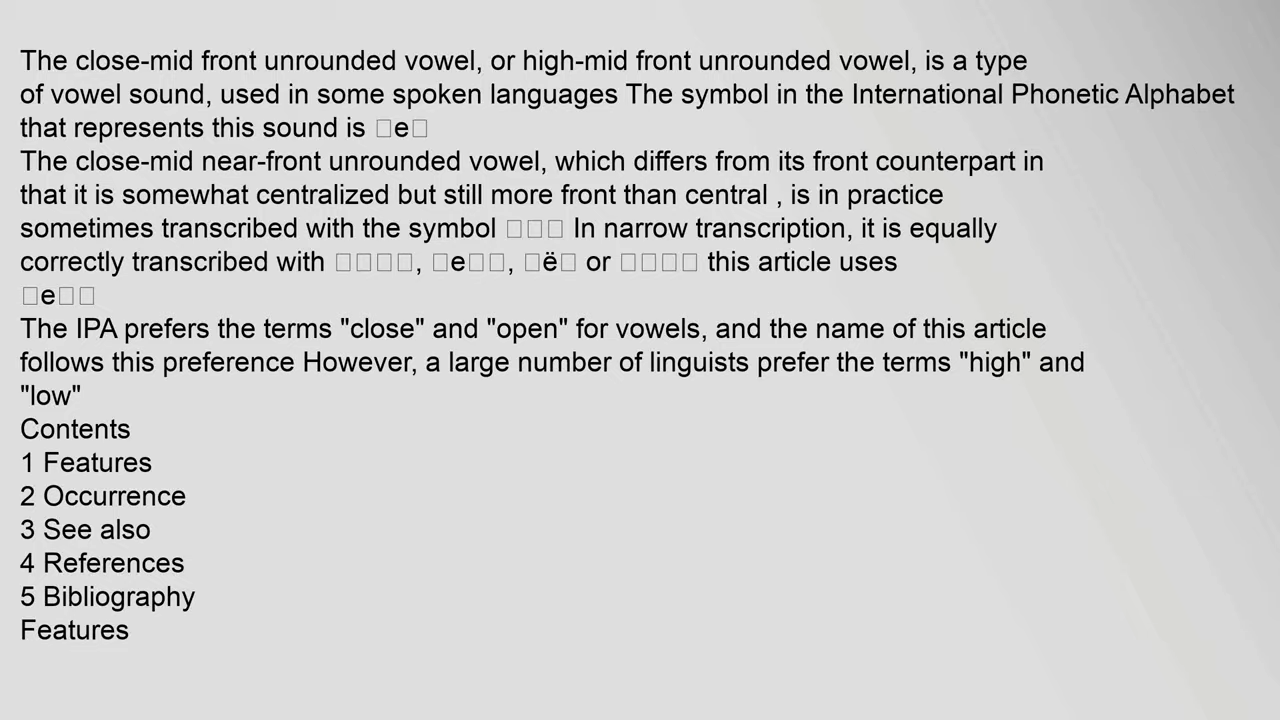 The close-mid front unrounded vowel, or high-mid front unrounded vowel, is a type
of vowel sound, used in some spoken languages The symbol in the International Phonetic Alphabet
that represents this sound is □e□
The close-mid near-front unrounded vowel, which differs from its front counterpart in
that it is somewhat centralized but still more front than central , is in practice
sometimes transcribed with the symbol □□□ In narrow transcription, it is equally
correctly transcribed with □□□□, □e□□, □ë□ or □□□□ this article uses
□e□□
The IPA prefers the terms "close" and "open" for vowels, and the name of this article
follows this preference However, a large number of linguists prefer the terms "high" and
"low"
Contents
1 Features
2 Occurrence
3 See also
4 References
5 Bibliography
Features